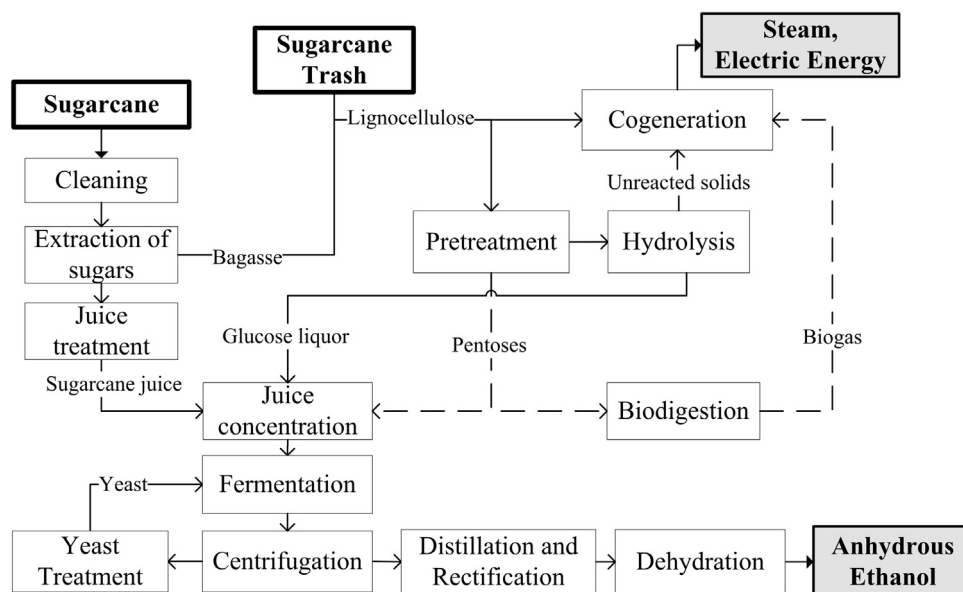 Sugarcane
Trash
Steam,
Electric Energy
Sugarcane
Lignocellulose
Cogeneration
Cleaning
Unreacted solids
Extraction of
sugars
Bagasse
Pretreatment
Hydrolysis
Juice
treatment
Glucose liquor
Pentoses
Biogas
Sugarcane juice
Juice
concentration
Biodigestion
Yeast
Fermentation
Yeast
Treatment
Centrifugation
Distillation and
Rectification
Dehydration
Anhydrous
Ethanol